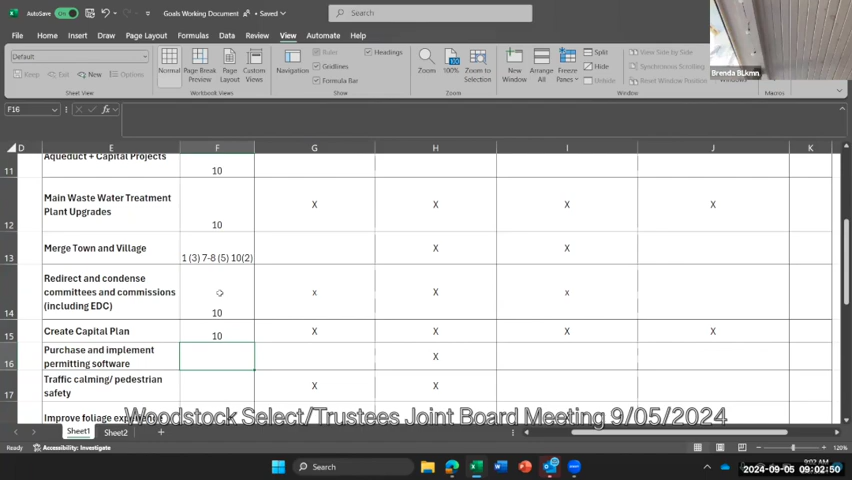 AutoSave On Goals Working Document • Saved Search
File Home Insert Draw Page Layout Formulas Data Review View Automate Help
Default
Keep Exit New Options
Normal Page Break Preview Page Layout Custom Views
Navigation
Rules Gridlines Formula Bar Headings
Zoom 100% Zoom to Selection
New Window Arrange All Freeze Panes
Split Hide Unhide
View Side by Side Synchronous Scrolling Reset Window Position
Sheet View Workbook Views Show Zoom Window Macros
Brenda BLkmn
F16 fx
D E F G H I J K
11 Aqueduct + Capital Projects 10
12 Main Waste Water Treatment Plant Upgrades 10 X X X X
13 Merge Town and Village 1 (3) 7-8 (5) 10(2) X X
14 Redirect and condense committees and commissions (including EDC) 10 x X x
15 Create Capital Plan 10 X X X X
16 Purchase and implement permitting software X
17 Traffic calming/ pedestrian safety X X
Improve foliage experience
Woodstock Select/Trustees Joint Board Meeting 9/05/2024
Sheet1 Sheet2
Ready Accessibility: Investigate 120%
Search
2024-09-05 09:02:50